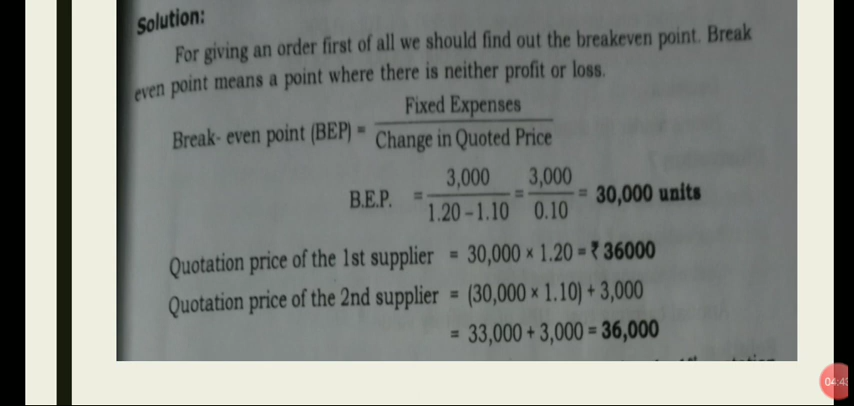 Solution:
For giving an order first of all we should find out the breakeven point. Break
even point means a point where there is neither profit or loss.
Break- even point (BEP) = Fixed Expenses / Change in Quoted Price
B.E.P. = 3,000 / 1.20 - 1.10 = 3,000 / 0.10 = 30,000 units
Quotation price of the 1st supplier = 30,000 × 1.20 = ₹ 36000
Quotation price of the 2nd supplier = (30,000 × 1.10) + 3,000
= 33,000 + 3,000 = 36,000